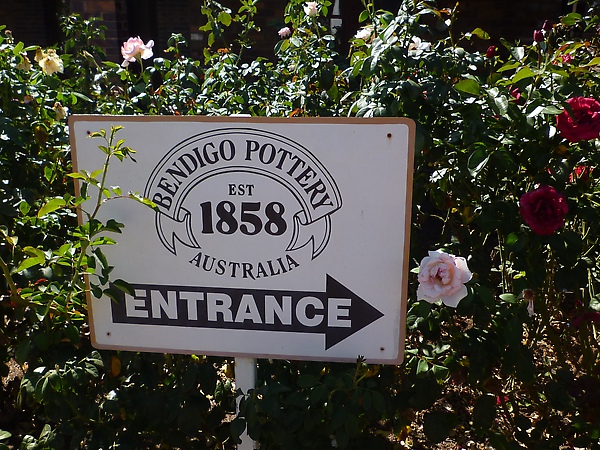 BENDIGO POTTERY
EST
1858
AUSTRALIA
ENTRANCE